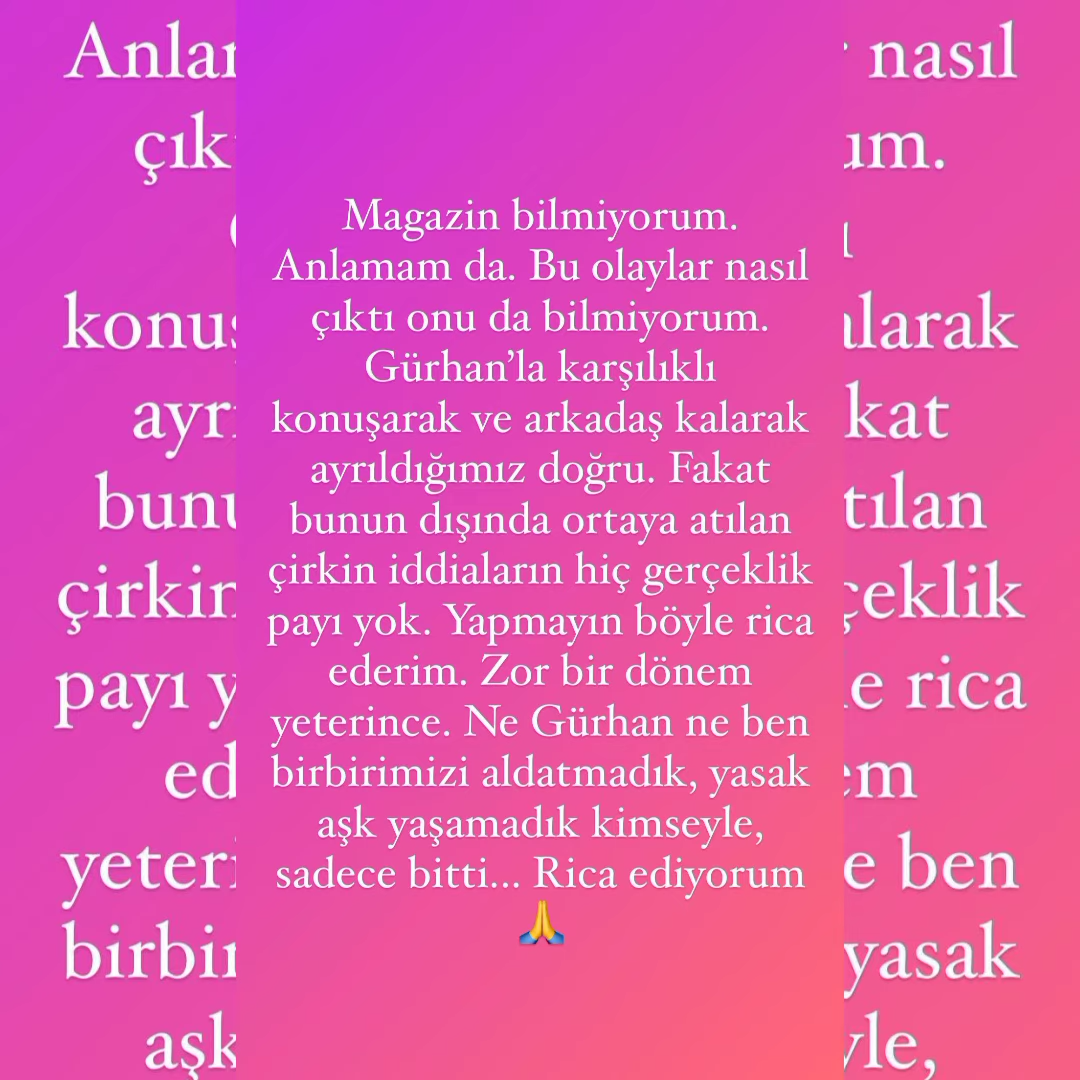 Magazin bilmiyorum.
Anlamam da. Bu olaylar nasıl
çıktı onu da bilmiyorum.
Gürhan’la karşılıklı
konuşarak ve arkadaş kalarak
ayrıldığımız doğru. Fakat
bunun dışında ortaya atılan
çirkin iddiaların hiç gerçeklik
payı yok. Yapmayın böyle rica
ederim. Zor bir dönem
yeterince. Ne Gürhan ne ben
birbirimizi aldatmadık, yasak
aşk yaşamadık kimseyle,
sadece bitti... Rica ediyorum
🙏